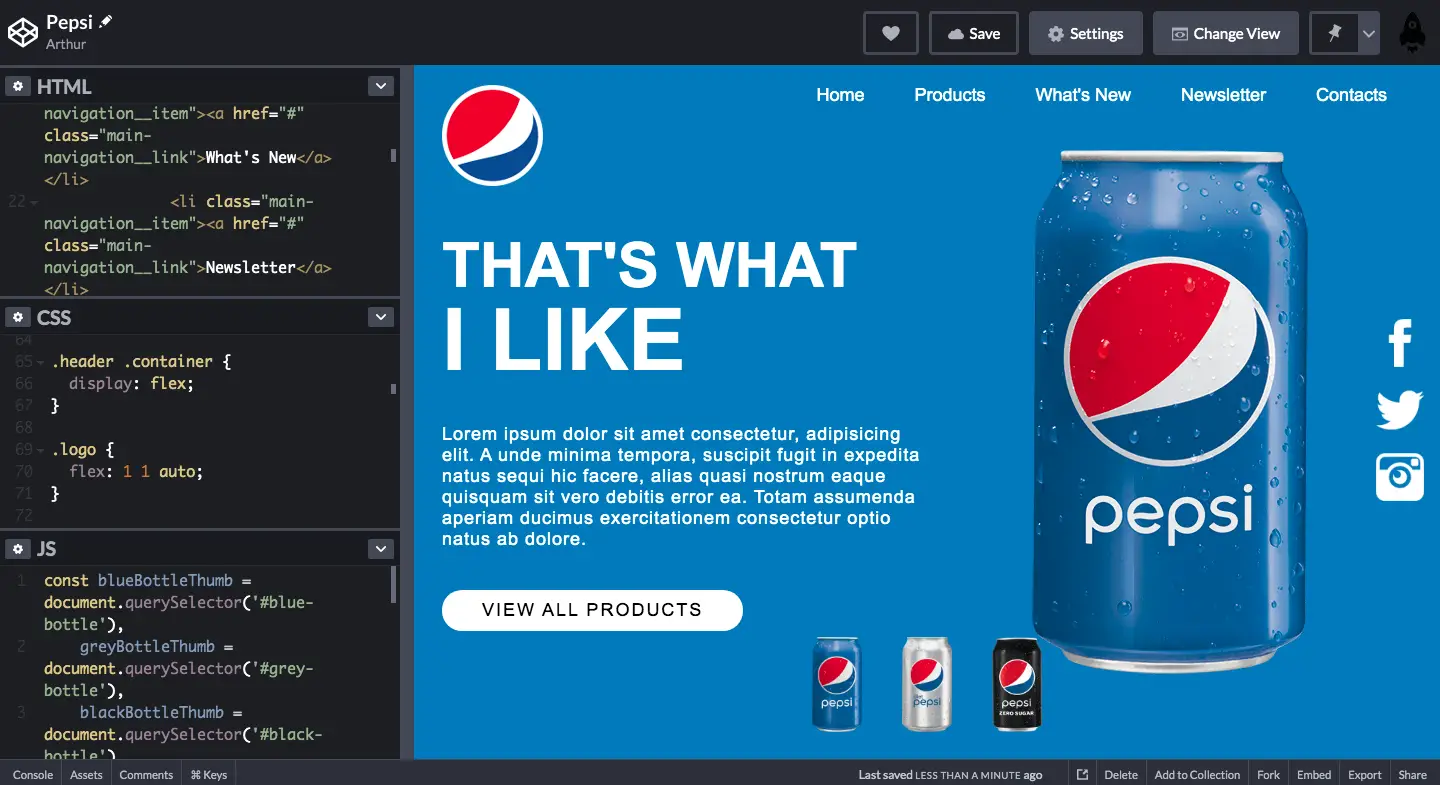 Pepsi
Arthur
Save
Settings
Change View
HTML
navigation__item"><a href="#"
class="main-
navigation__link">What's New</a>
</li>
22 <li class="main-
navigation__item"><a href="#"
class="main-
navigation__link">Newsletter</a>
</li>
CSS
64
65 .header .container {
66 display: flex;
67 }
68
69 .logo {
70 flex: 1 1 auto;
71 }
72
JS
1 const blueBottleThumb =
document.querySelector('#blue-
bottle'),
2 greyBottleThumb =
document.querySelector('#grey-
bottle'),
3 blackBottleThumb =
document.querySelector('#black-
bottle')
Home
Products
What's New
Newsletter
Contacts
THAT'S WHAT
I LIKE
Lorem ipsum dolor sit amet consectetur, adipisicing
elit. A unde minima tempora, suscipit fugit in expedita
natus sequi hic facere, alias quasi nostrum eaque
quisquam sit vero debitis error ea. Totam assumenda
aperiam ducimus exercitationem consectetur optio
natus ab dolore.
VIEW ALL PRODUCTS
pepsi
pepsi
diet
pepsi
pepsi
ZERO SUGAR
Console
Assets
Comments
⌘ Keys
Last saved LESS THAN A MINUTE ago
Delete
Add to Collection
Fork
Embed
Export
Share